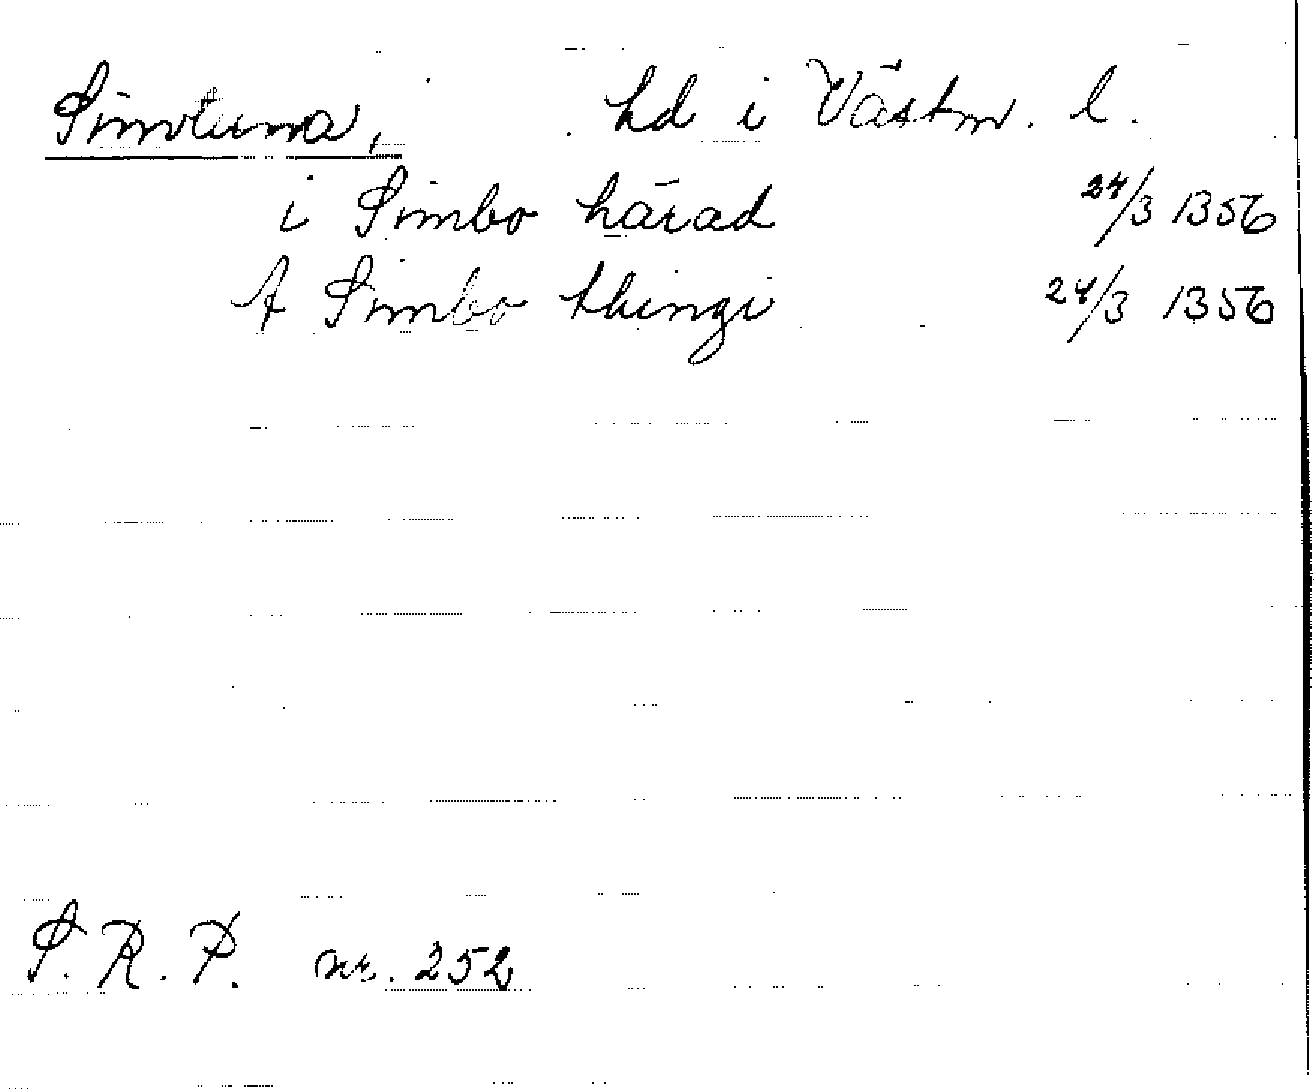 Simtuna, hd i Västm. l.
i Simbo härad 24/3 1356
A Simbo thingi 24/3 1356
S. R. P. nr. 252